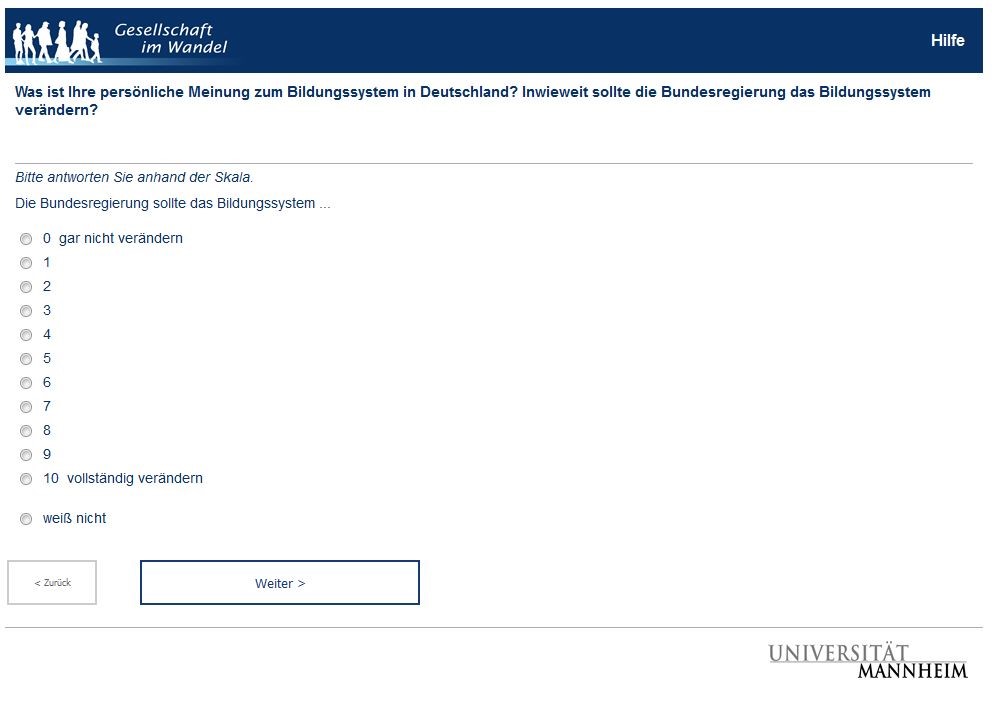 Gesellschaft
im Wandel
Hilfe
Was ist Ihre persönliche Meinung zum Bildungssystem in Deutschland? Inwieweit sollte die Bundesregierung das Bildungssystem
verändern?
Bitte antworten Sie anhand der Skala.
Die Bundesregierung sollte das Bildungssystem ...
0 gar nicht verändern
1
2
3
4
5
6
7
8
9
10 vollständig verändern
weiß nicht
< Zurück
Weiter >
UNIVERSITÄT
MANNHEIM